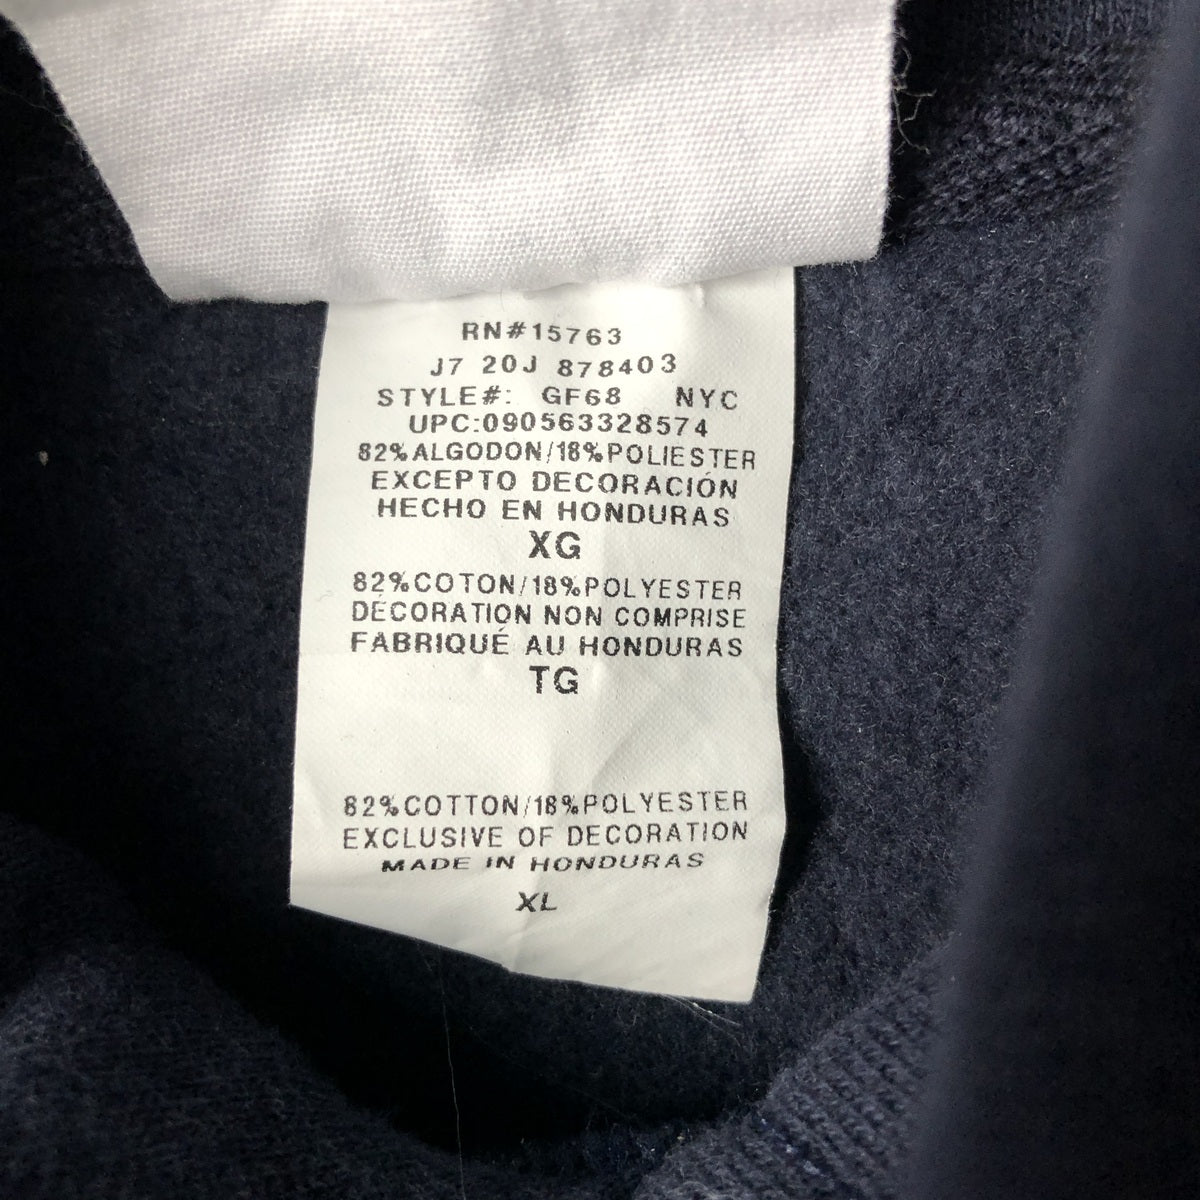 RN#15763
J7 20J 878403
STYLE#: GF68 NYC
UPC:090563328574
82%ALGODON/18%POLIESTER
EXCEPTO DECORACIÓN
HECHO EN HONDURAS
XG
82%COTON/18%POLYESTER
DÉCORATION NON COMPRISE
FABRIQUÉ AU HONDURAS
TG
82%COTTON/18%POLYESTER
EXCLUSIVE OF DECORATION
MADE IN HONDURAS
XL